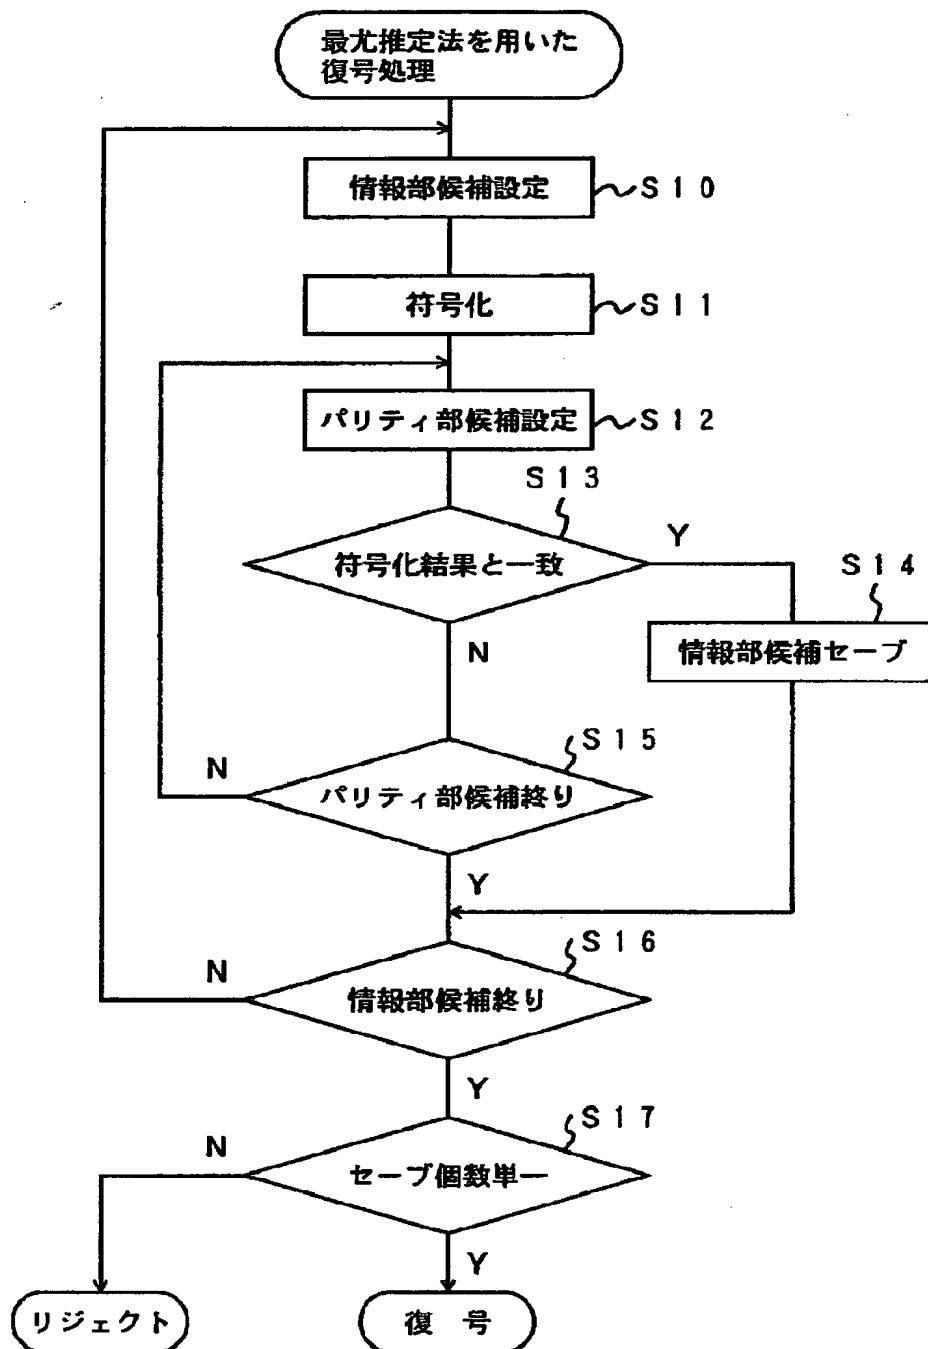 最尤推定法を用いた
復号処理
情報部候補設定
S10
符号化
S11
パリティ部候補設定
S12
S13
符号化結果と一致
Y
S14
N
情報部候補セーブ
S15
N
パリティ部候補終り
Y
S16
N
情報部候補終り
Y
S17
N
セーブ個数単一
Y
リジェクト
復号